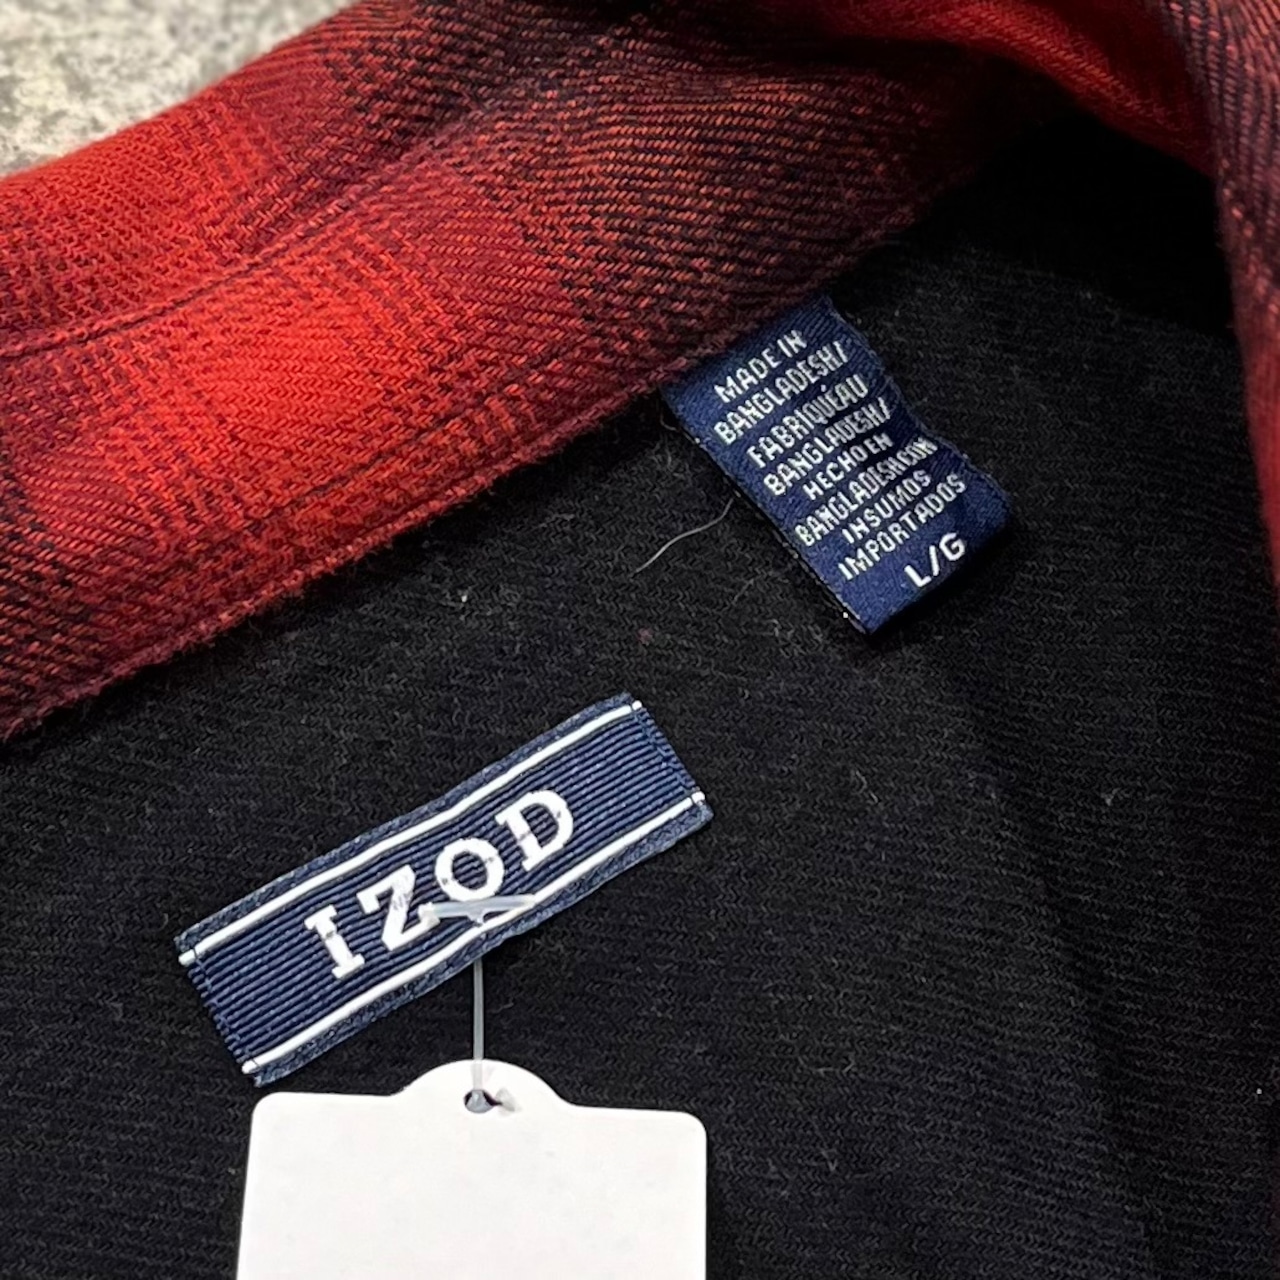 MADE IN
BANGLADESH/
FABRIQUÉ AU
BANGLADESH/
HECHO EN
BANGLADESH CON
INSUMOS
IMPORTADOS
L/G
IZOD